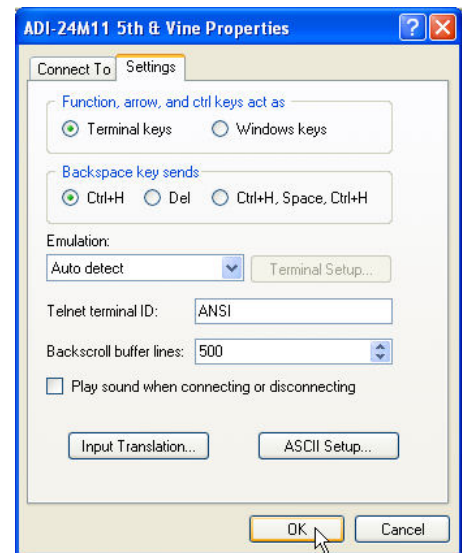 ADI-24M11 5th & Vine Properties
Connect To Settings
Function, arrow, and ctrl keys act as
Terminal keys Windows keys
Backspace key sends
Ctrl+H Del Ctrl+H, Space, Ctrl+H
Emulation:
Auto detect Terminal Setup...
Telnet terminal ID: ANSI
Backscroll buffer lines: 500
Play sound when connecting or disconnecting
Input Translation... ASCII Setup...
OK Cancel